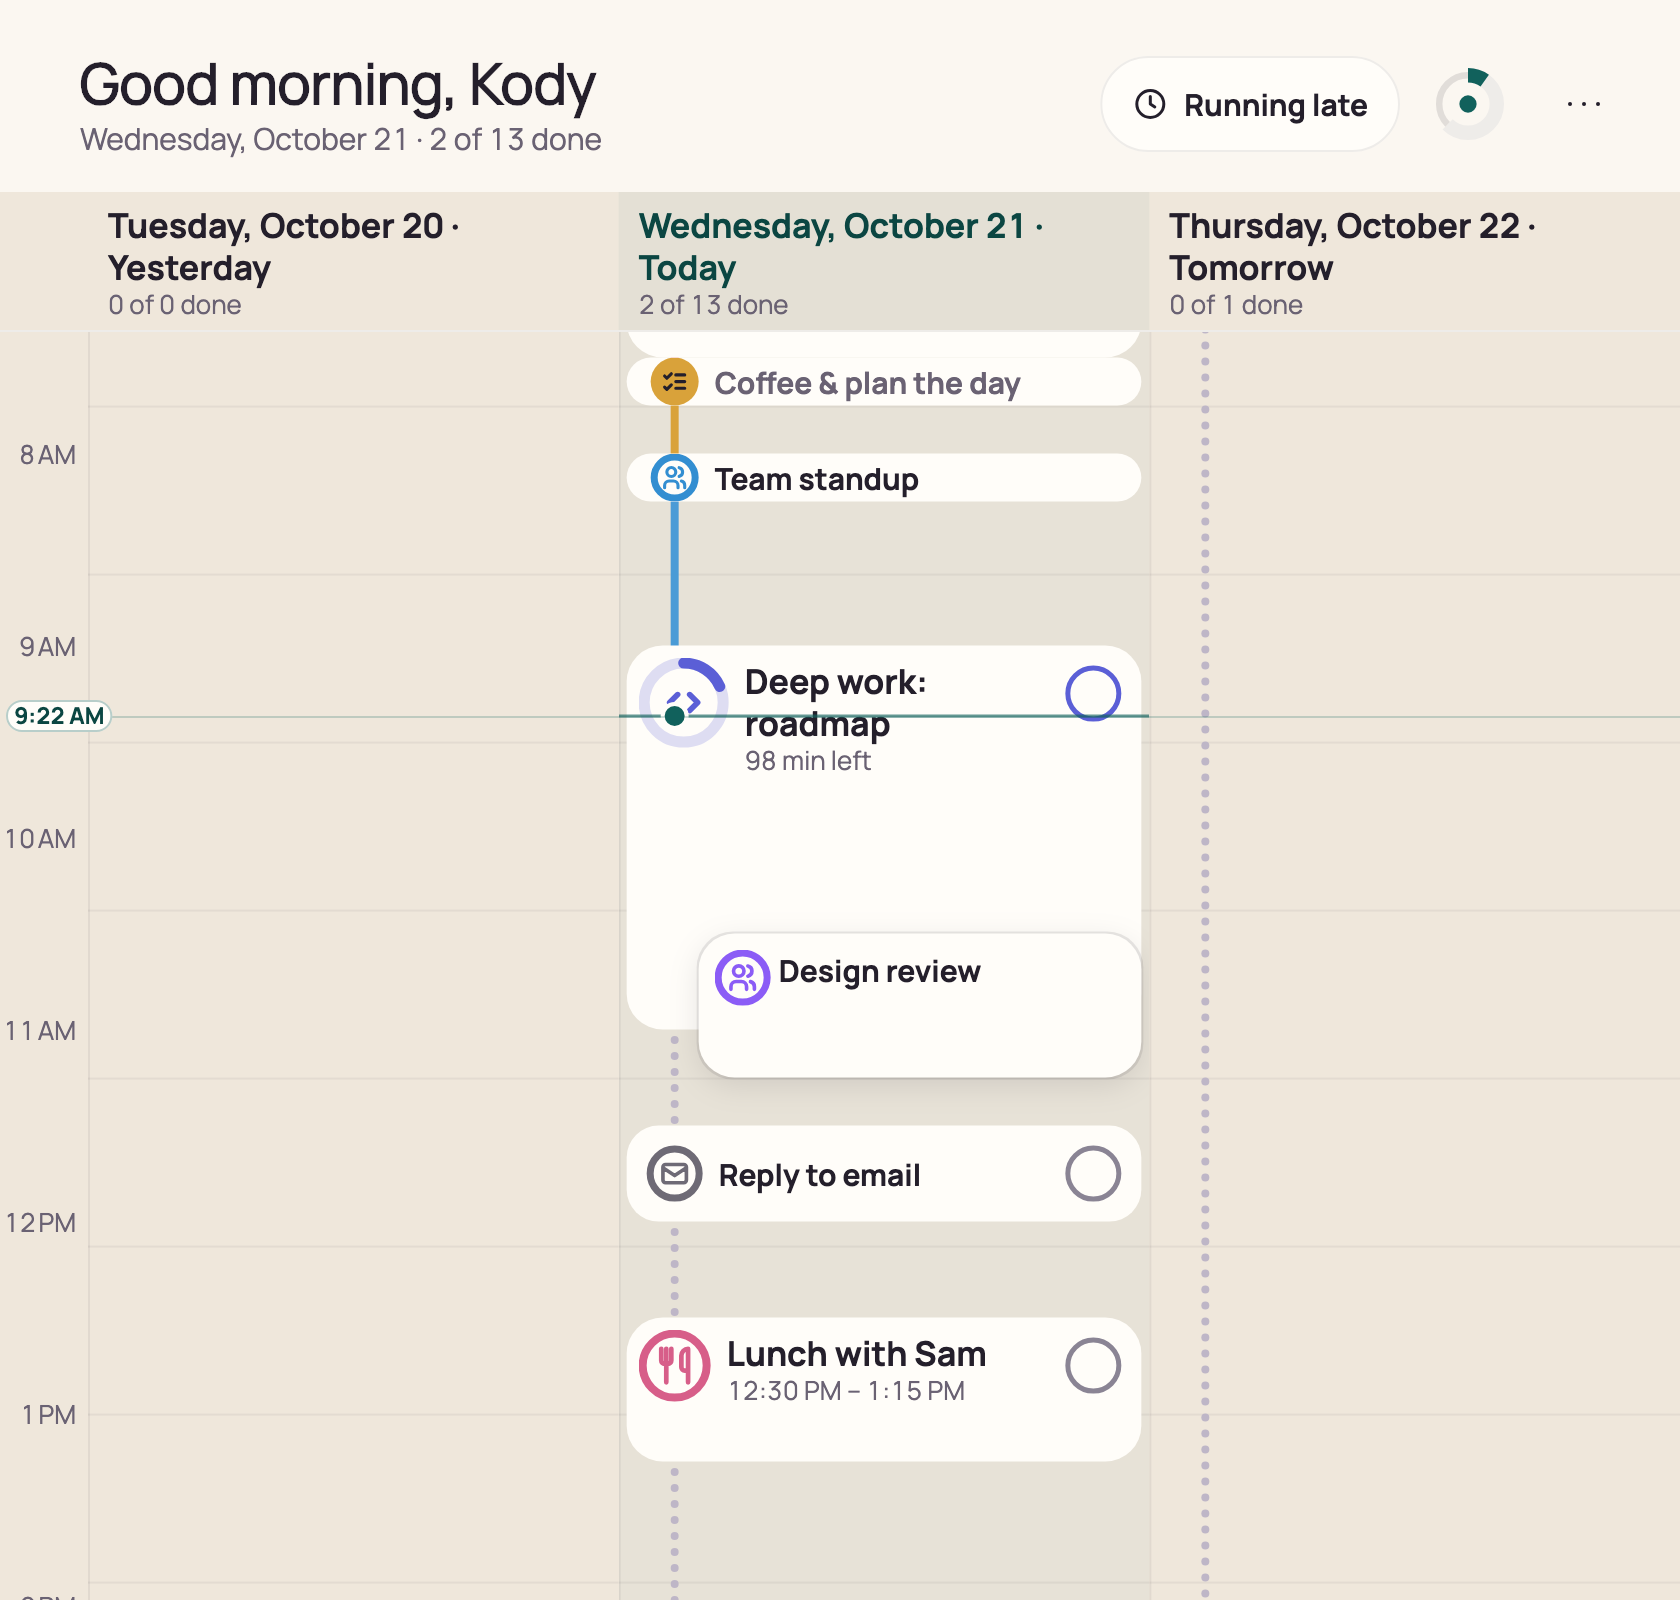 Good morning, Kody
Wednesday, October 21 · 2 of 13 done
Running late
Tuesday, October 20 ·
Yesterday
0 of 0 done
Wednesday, October 21 ·
Today
2 of 13 done
Thursday, October 22 ·
Tomorrow
0 of 1 done
Coffee & plan the day
8 AM
Team standup
9 AM
Deep work:
9:22 AM
roadmap
98 min left
10 AM
Design review
11 AM
Reply to email
12 PM
Lunch with Sam
12:30 PM – 1:15 PM
1 PM